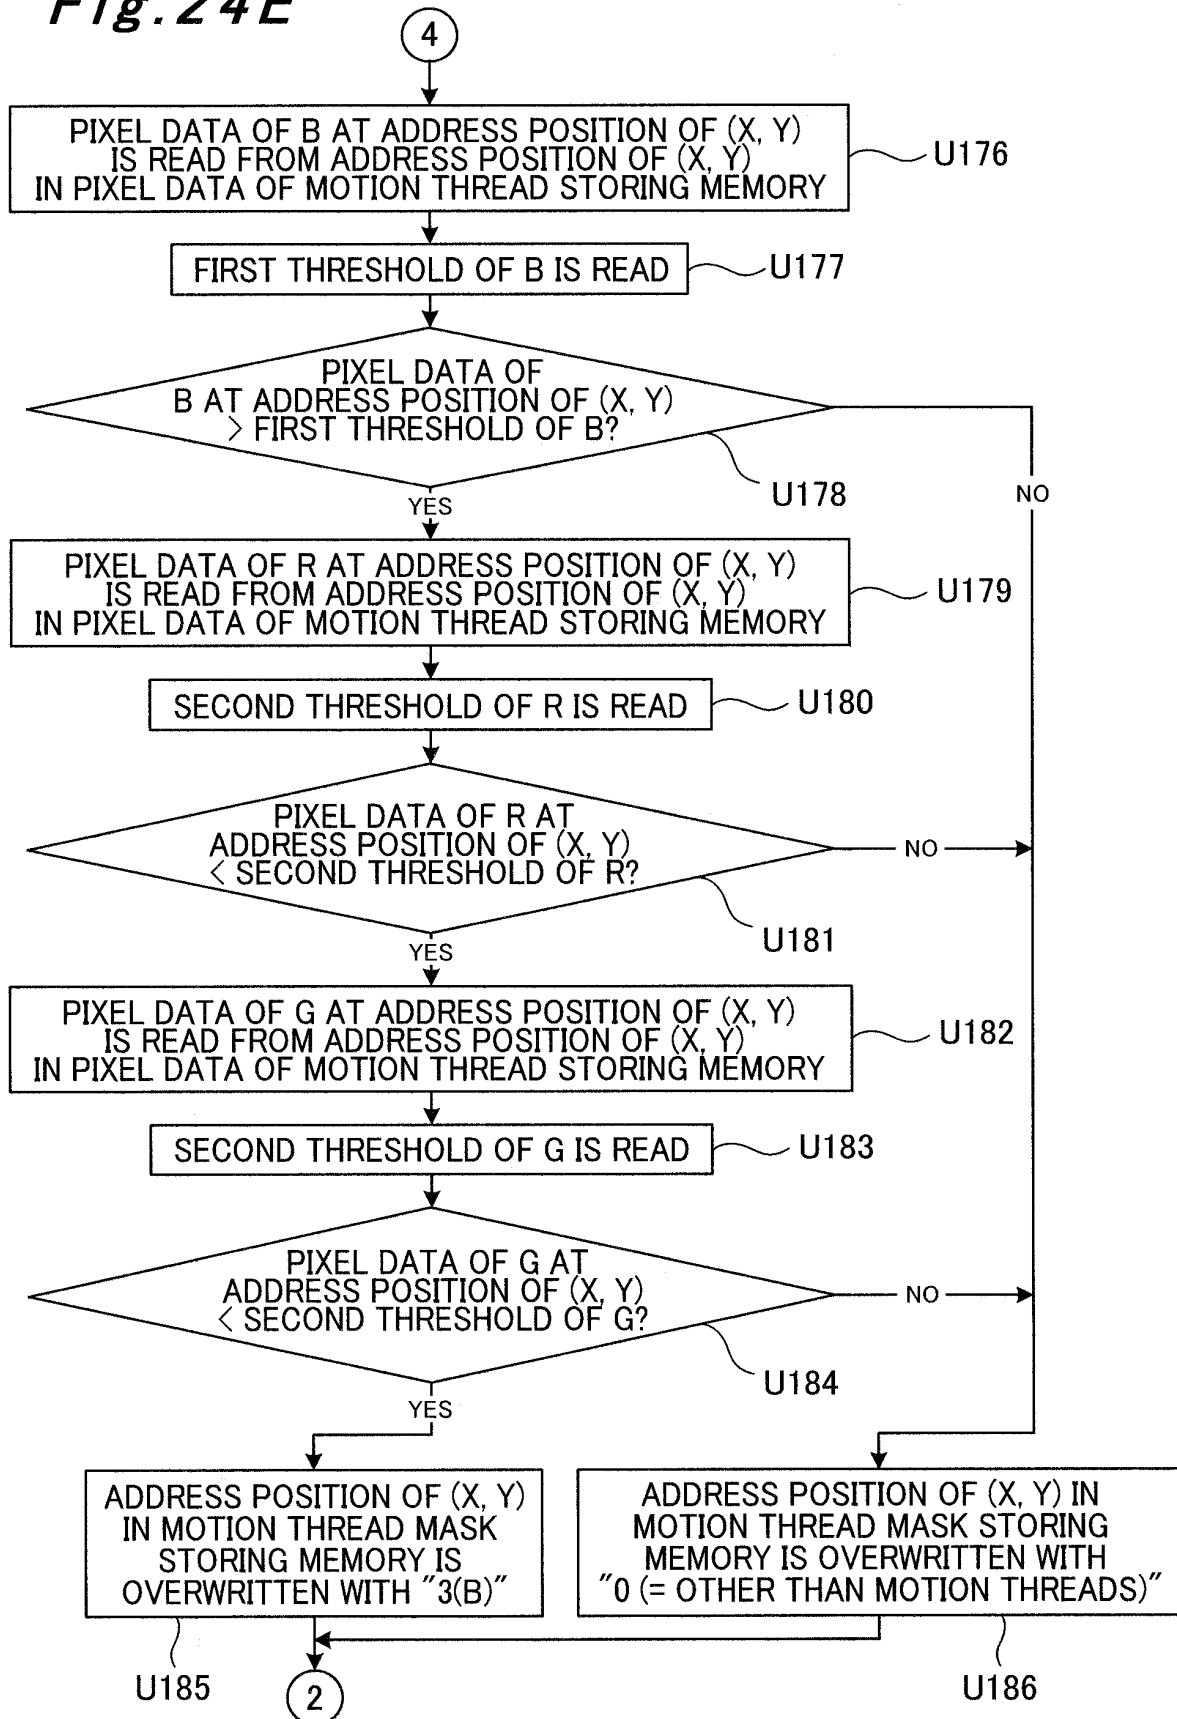 Fig.24E
4
PIXEL DATA OF B AT ADDRESS POSITION OF (X, Y)
IS READ FROM ADDRESS POSITION OF (X, Y)
IN PIXEL DATA OF MOTION THREAD STORING MEMORY
U176
FIRST THRESHOLD OF B IS READ
U177
PIXEL DATA OF
B AT ADDRESS POSITION OF (X, Y)
> FIRST THRESHOLD OF B?
U178
NO
YES
PIXEL DATA OF R AT ADDRESS POSITION OF (X, Y)
IS READ FROM ADDRESS POSITION OF (X, Y)
IN PIXEL DATA OF MOTION THREAD STORING MEMORY
U179
SECOND THRESHOLD OF R IS READ
U180
PIXEL DATA OF R AT
ADDRESS POSITION OF (X, Y)
< SECOND THRESHOLD OF R?
NO
U181
YES
PIXEL DATA OF G AT ADDRESS POSITION OF (X, Y)
IS READ FROM ADDRESS POSITION OF (X, Y)
IN PIXEL DATA OF MOTION THREAD STORING MEMORY
U182
SECOND THRESHOLD OF G IS READ
U183
PIXEL DATA OF G AT
ADDRESS POSITION OF (X, Y)
< SECOND THRESHOLD OF G?
NO
U184
YES
ADDRESS POSITION OF (X, Y)
IN MOTION THREAD MASK
STORING MEMORY IS
OVERWRITTEN WITH "3(B)"
U185
ADDRESS POSITION OF (X, Y) IN
MOTION THREAD MASK STORING
MEMORY IS OVERWRITTEN WITH
"0 (= OTHER THAN MOTION THREADS)"
U186
2